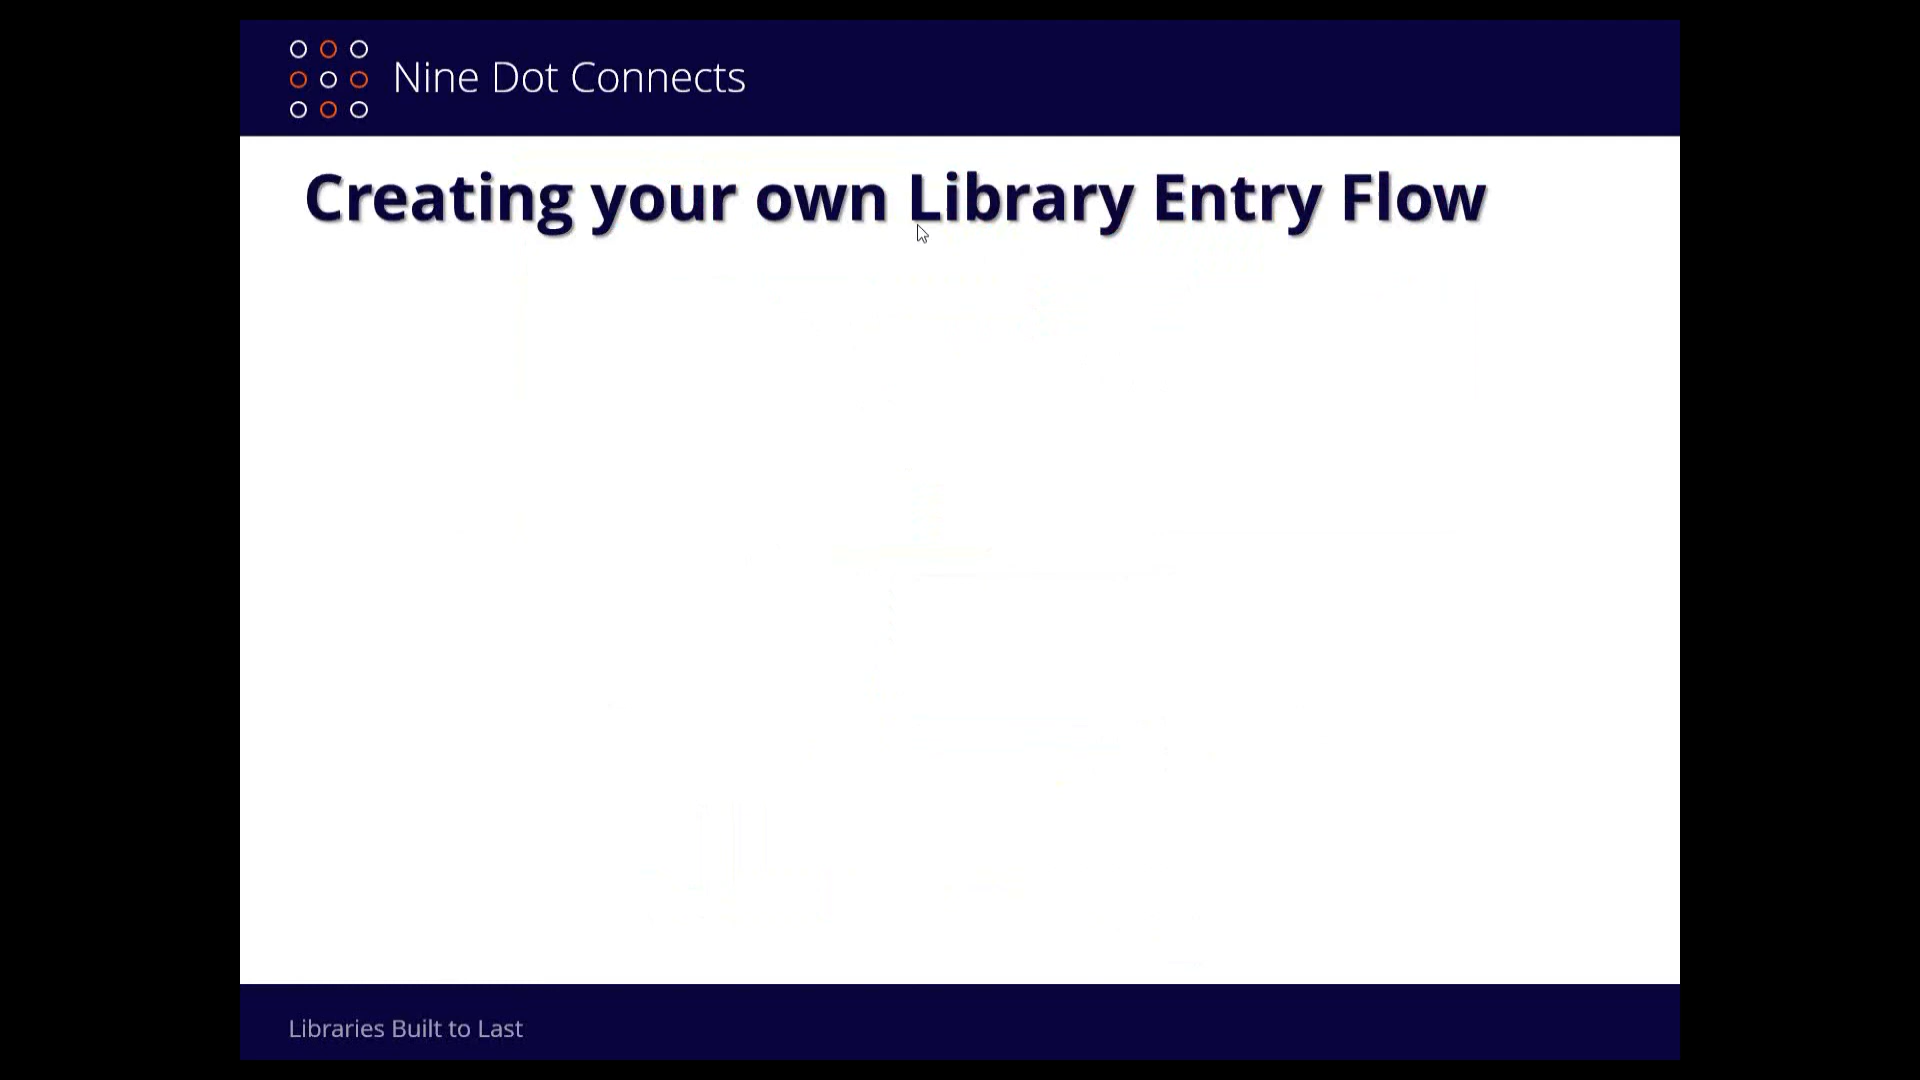 Nine Dot Connects
Creating your own Library Entry Flow
Libraries Built to Last